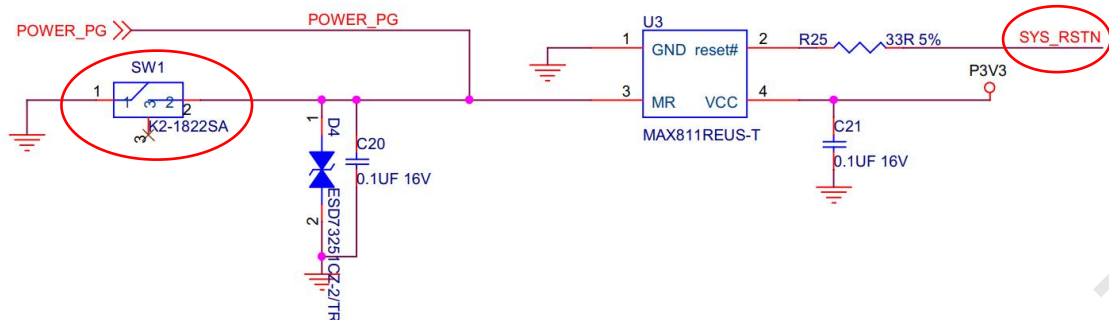 POWER_PG
POWER_PG
SW1
1
1 3 2
2
3
K2-1822SA
1
D4
2
ESD73251CZ-2/TR
C20
0.1UF 16V
U3
1
GND
reset#
2
R25
33R 5%
SYS_RSTN
3
MR
VCC
4
MAX811REUS-T
P3V3
C21
0.1UF 16V